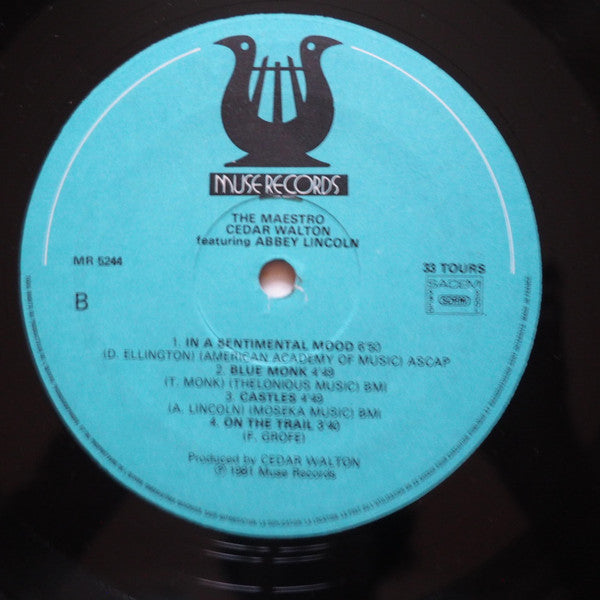 MUSE RECORDS
THE MAESTRO
CEDAR WALTON
featuring ABBEY LINCOLN
MR 5244
33 TOURS
B
SACEM
SDRM
1. IN A SENTIMENTAL MOOD 6'50
(D. ELLINGTON) (AMERICAN ACADEMY OF MUSIC) ASCAP
2. BLUE MONK 4'49
(T. MONK) (THELONIOUS MUSIC) BMI
3. CASTLES 4'49
(A. LINCOLN) (MOSEKA MUSIC) BMI
4. ON THE TRAIL 3'40
(F. GROFE)
Produced by CEDAR WALTON
℗ 1981 Muse Records